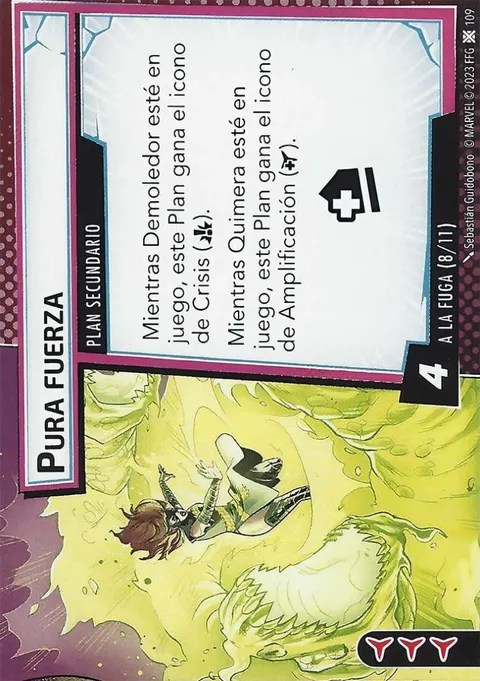 PURA FUERZA
PLAN SECUNDARIO
Mientras Demoledor esté en
juego, este Plan gana el icono
de Crisis ().
Mientras Quimera esté en
juego, este Plan gana el icono
de Amplificación ().
4
A LA FUGA (8/11)
Sebastián Guidobono © MARVEL © 2023 FFG 109